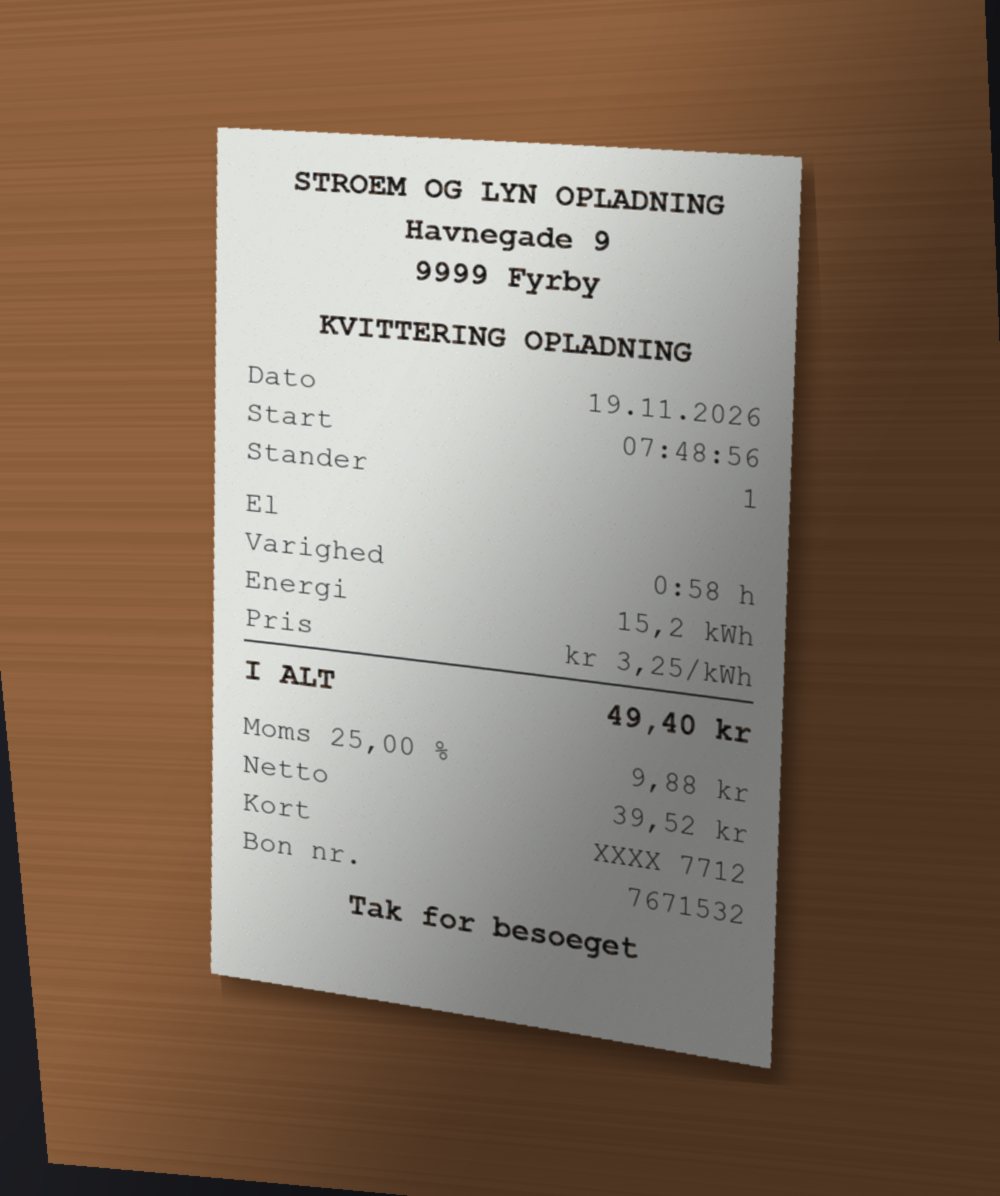 STROEM OG LYN OPLADNING
Havnegade 9
9999 Fyrby
KVITTERING OPLADNING
Dato 19.11.2026
Start 07:48:56
Stander 1
El
Varighed 0:58 h
Energi 15,2 kWh
Pris kr 3,25/kWh
I ALT 49,40 kr
Moms 25,00 % 9,88 kr
Netto 39,52 kr
Kort XXXX 7712
Bon nr. 7671532
Tak for besoeget